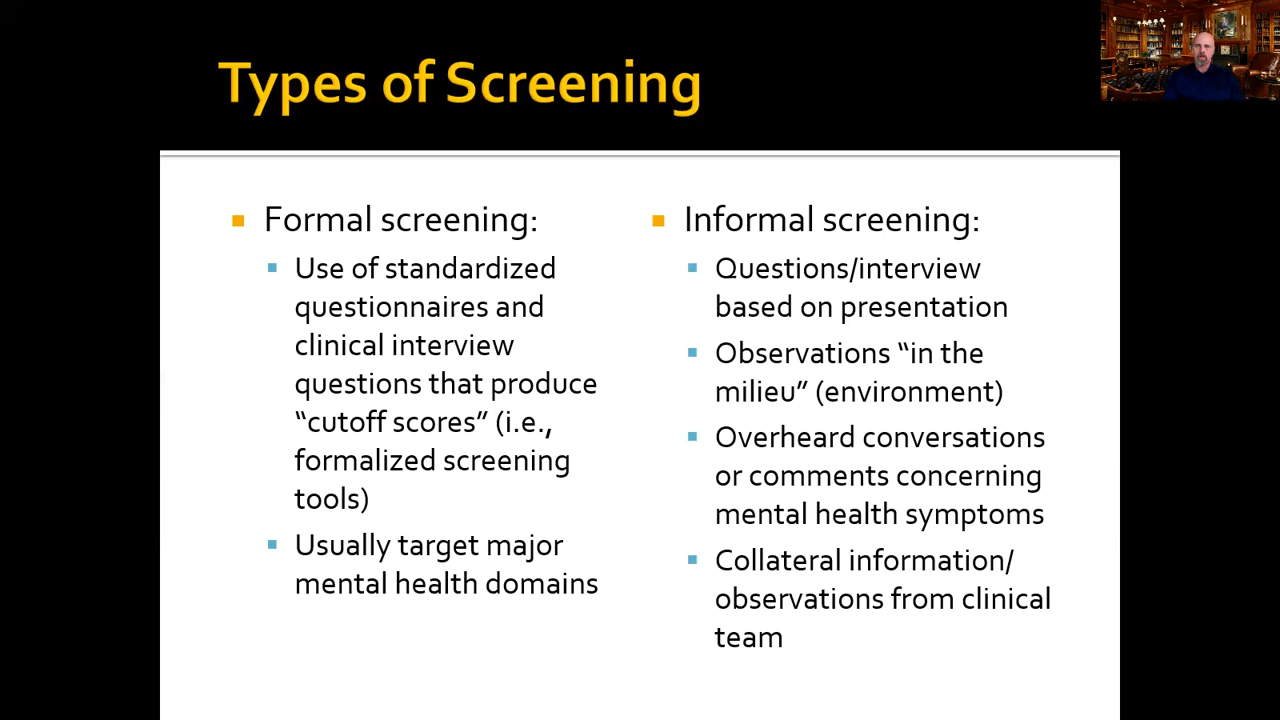 Types of Screening
Formal screening:
Use of standardized
questionnaires and
clinical interview
questions that produce
“cutoff scores” (i.e.,
formalized screening
tools)
Usually target major
mental health domains
Informal screening:
Questions/interview
based on presentation
Observations “in the
milieu” (environment)
Overheard conversations
or comments concerning
mental health symptoms
Collateral information/
observations from clinical
team